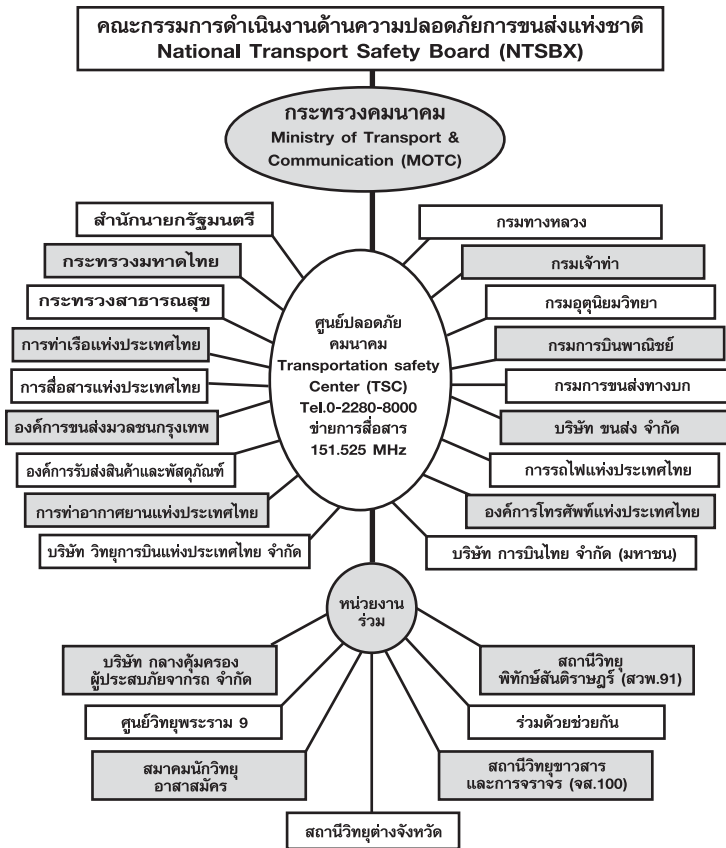 คณะกรรมการดำเนินงานด้านความปลอดภัยการขนส่งแห่งชาติ
National Transport Safety Board (NTSBX)
กระทรวงคมนาคม
Ministry of Transport &
Communication (MOTC)
สำนักนายกรัฐมนตรี
กระทรวงมหาดไทย
กระทรวงสาธารณสุข
การท่าเรือแห่งประเทศไทย
การสื่อสารแห่งประเทศไทย
องค์การขนส่งมวลชนกรุงเทพ
องค์การรับส่งสินค้าและพัสดุภัณฑ์
การท่าอากาศยานแห่งประเทศไทย
บริษัท วิทยุการบินแห่งประเทศไทย จำกัด
ศูนย์ปลอดภัย
คมนาคม
Transportation safety
Center (TSC)
Tel.0-2280-8000
ข่ายการสื่อสาร
151.525 MHz
กรมทางหลวง
กรมเจ้าท่า
กรมอุตุนิยมวิทยา
กรมการบินพาณิชย์
กรมการขนส่งทางบก
บริษัท ขนส่ง จำกัด
การรถไฟแห่งประเทศไทย
องค์การโทรศัพท์แห่งประเทศไทย
บริษัท การบินไทย จำกัด (มหาชน)
หน่วยงาน
ร่วม
บริษัท กลางคุ้มครอง
ผู้ประสบภัยจากรถ จำกัด
ศูนย์วิทยุพระราม 9
สมาคมนักวิทยุ
อาสาสมัคร
สถานีวิทยุต่างจังหวัด
สถานีวิทยุ
พิทักษ์สันติราษฎร์ (สวพ.91)
ร่วมด้วยช่วยกัน
สถานีวิทยุขาวสาร
และการจราจร (จส.100)